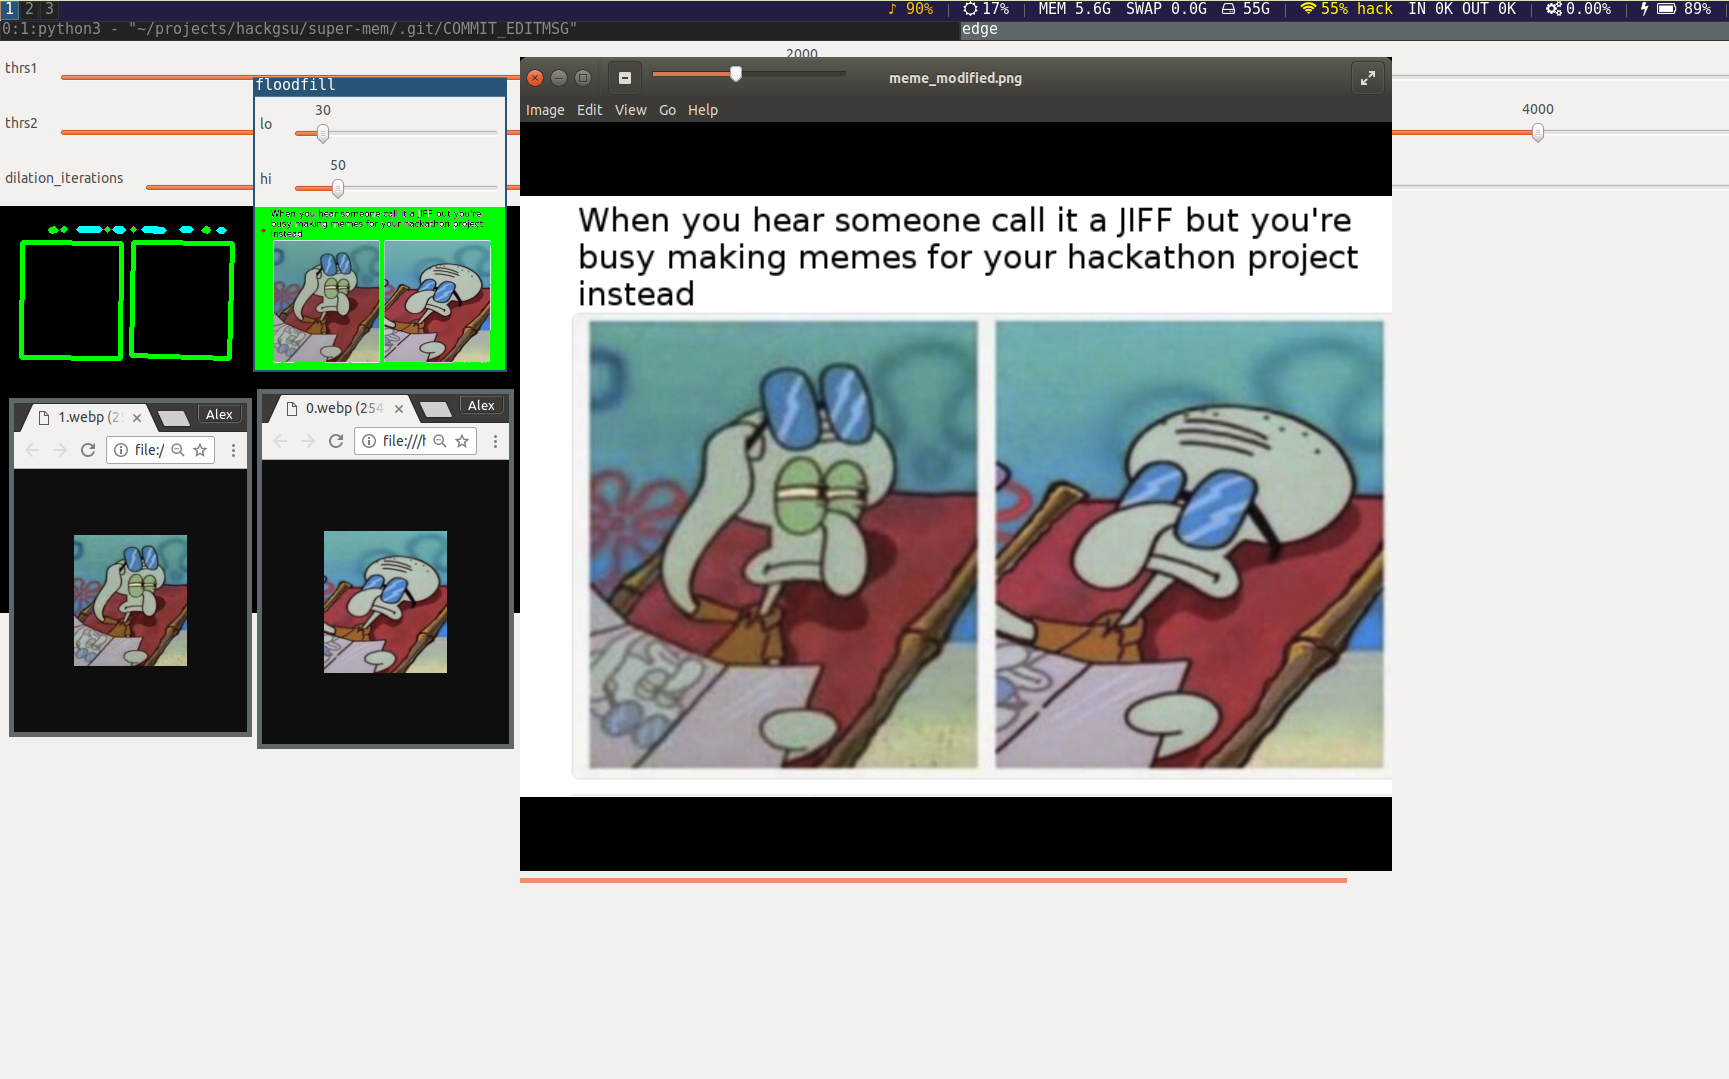 1 2 3
♪ 90% | 17% | MEM 5.6G SWAP 0.0G 55G | 55% hack IN 0K OUT 0K | 0.00% | 89%
0:1:python3 - "~/projects/hackgsu/super-mem/.git/COMMIT_EDITMSG"
edge
thrs1
2000
thrs2
4000
dilation_iterations
floodfill
30
lo
50
hi
When you hear someone call it a JIFF but you're
busy making memes for your hackathon project
instead
meme_modified.png
Image Edit View Go Help
When you hear someone call it a JIFF but you're
busy making memes for your hackathon project
instead
1.webp (25
Alex
file:/
0.webp (254
Alex
file:///h